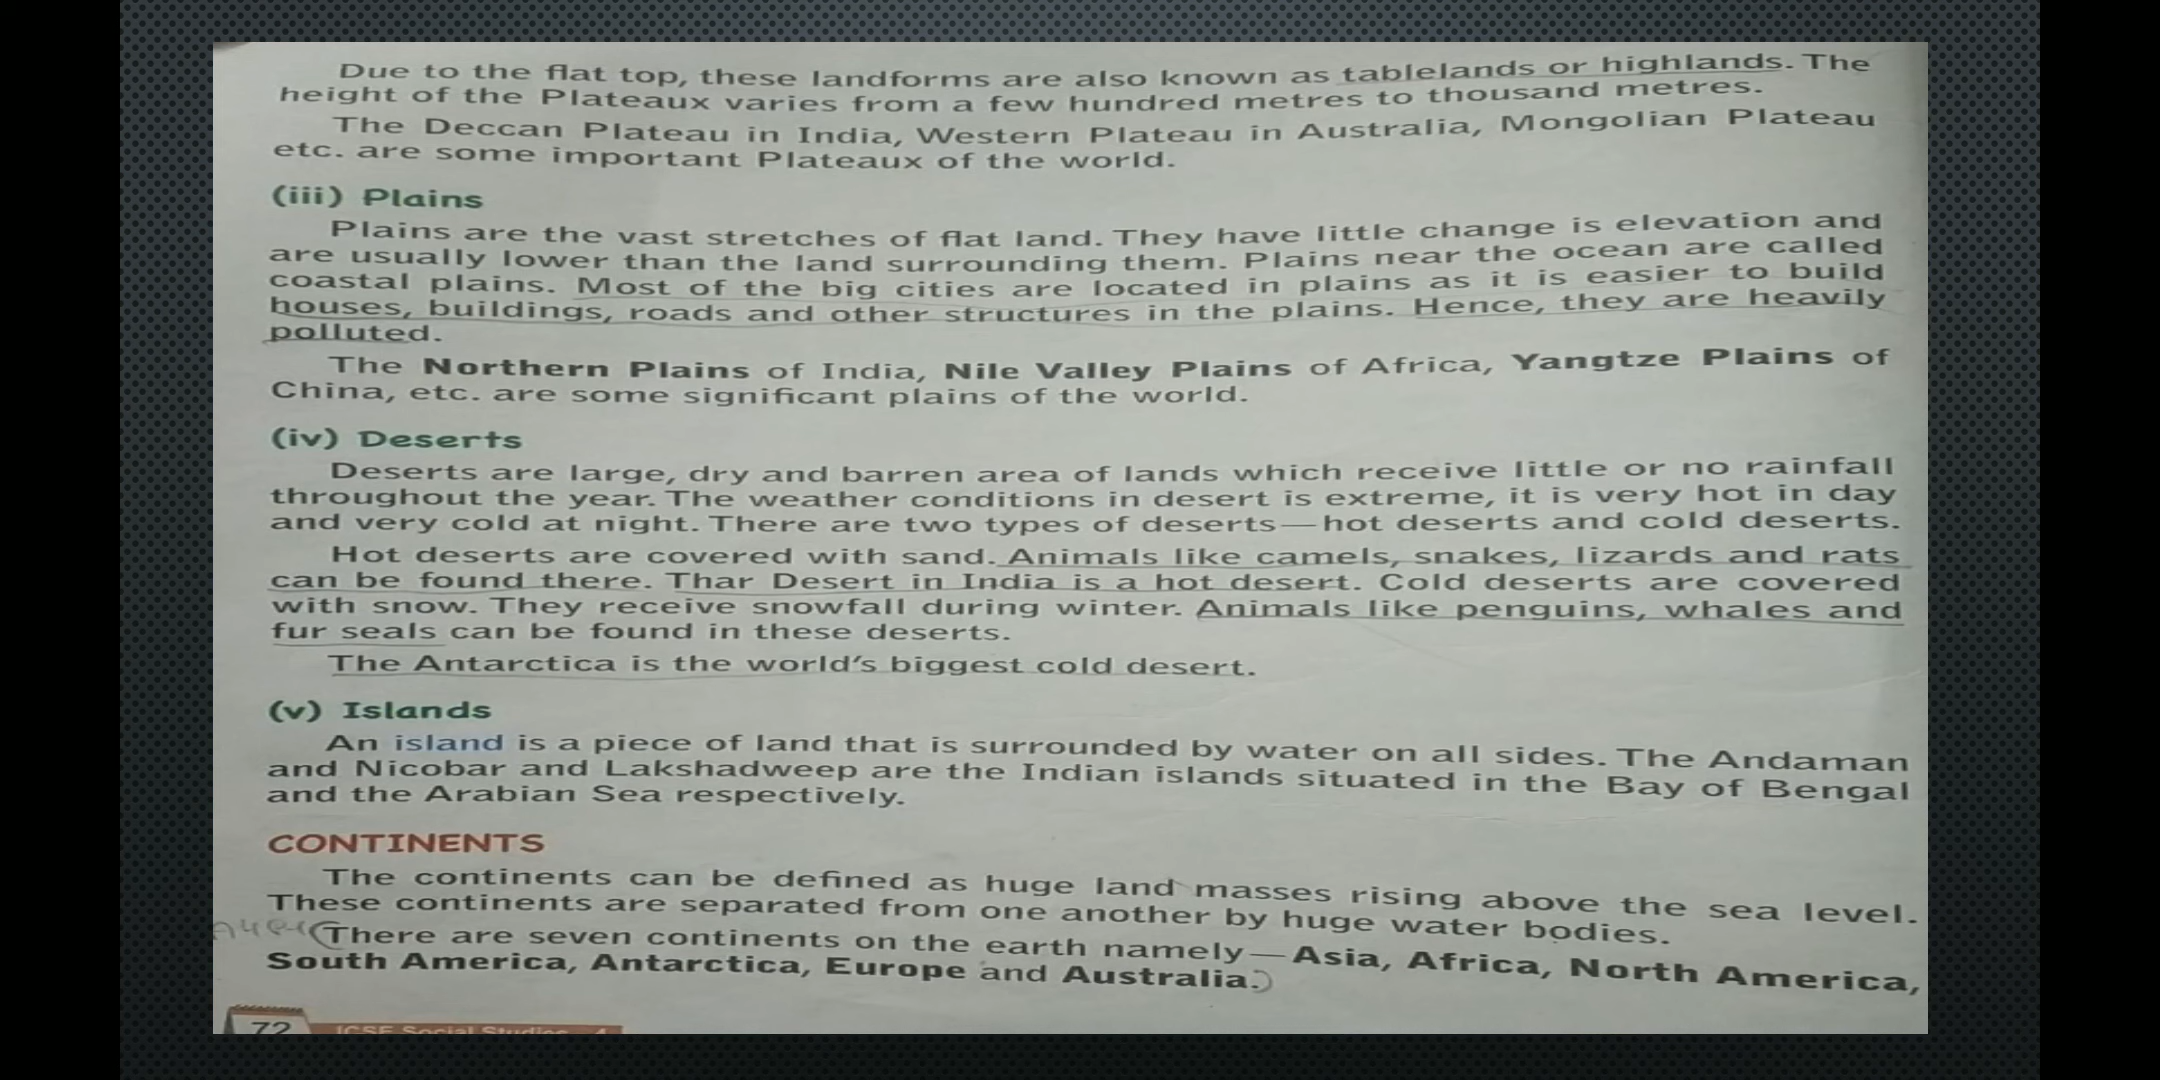 Due to the flat top, these landforms are also known as tablelands or highlands. The
height of the Plateaux varies from a few hundred metres to thousand metres.
The Deccan Plateau in India, Western Plateau in Australia, Mongolian Plateau
etc. are some important Plateaux of the world.
(iii) Plains
Plains are the vast stretches of flat land. They have little change is elevation and
are usually lower than the land surrounding them. Plains near the ocean are called
coastal plains. Most of the big cities are located in plains as it is easier to build
houses, buildings, roads and other structures in the plains. Hence, they are heavily
polluted.
The Northern Plains of India, Nile Valley Plains of Africa, Yangtze Plains of
China, etc. are some significant plains of the world.
(iv) Deserts
Deserts are large, dry and barren area of lands which receive little or no rainfall
throughout the year. The weather conditions in desert is extreme, it is very hot in day
and very cold at night. There are two types of deserts—hot deserts and cold deserts.
Hot deserts are covered with sand. Animals like camels, snakes, lizards and rats
can be found there. Thar Desert in India is a hot desert. Cold deserts are covered
with snow. They receive snowfall during winter. Animals like penguins, whales and
fur seals can be found in these deserts.
The Antarctica is the world's biggest cold desert.
(v) Islands
An island is a piece of land that is surrounded by water on all sides. The Andaman
and Nicobar and Lakshadweep are the Indian islands situated in the Bay of Bengal
and the Arabian Sea respectively.
CONTINENTS
The continents can be defined as huge land masses rising above the sea level.
These continents are separated from one another by huge water bodies.
(There are seven continents on the earth namely—Asia, Africa, North America,
South America, Antarctica, Europe and Australia.)
72 ICSE Social Studies